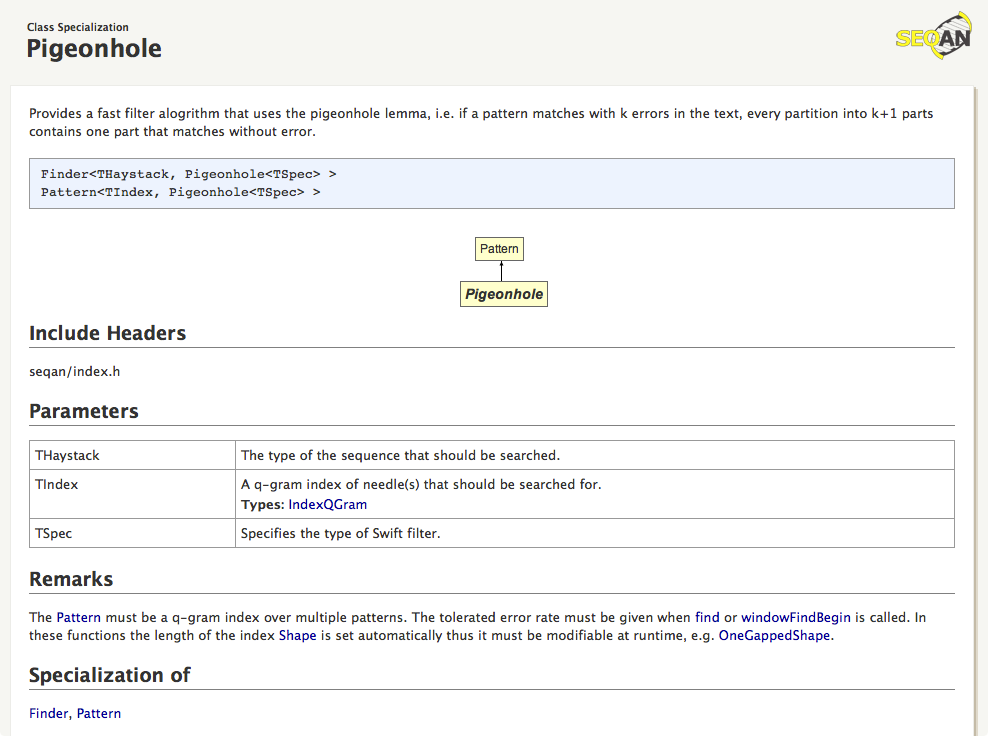 Class Specialization
Pigeonhole
SEQAN
Provides a fast filter alogrithm that uses the pigeonhole lemma, i.e. if a pattern matches with k errors in the text, every partition into k+1 parts
contains one part that matches without error.
Finder<THaystack, Pigeonhole<TSpec> >
Pattern<TIndex, Pigeonhole<TSpec> >
Pattern
Pigeonhole
Include Headers
seqan/index.h
Parameters
THaystack The type of the sequence that should be searched.
TIndex A q-gram index of needle(s) that should be searched for.
Types: IndexQGram
TSpec Specifies the type of Swift filter.
Remarks
The Pattern must be a q-gram index over multiple patterns. The tolerated error rate must be given when find or windowFindBegin is called. In
these functions the length of the index Shape is set automatically thus it must be modifiable at runtime, e.g. OneGappedShape.
Specialization of
Finder, Pattern